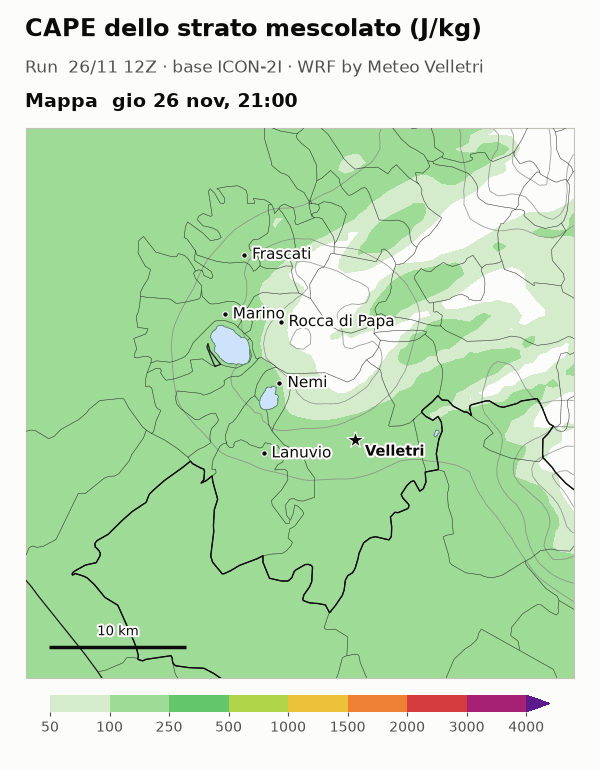 CAPE dello strato mescolato (J/kg)
Run  26/11 12Z · base ICON-2I · WRF by Meteo Velletri
Mappa  gio 26 nov, 21:00
Frascati
Marino
Rocca di Papa
Nemi
Velletri
Lanuvio
10 km
50 100 250 500 1000 1500 2000 3000 4000